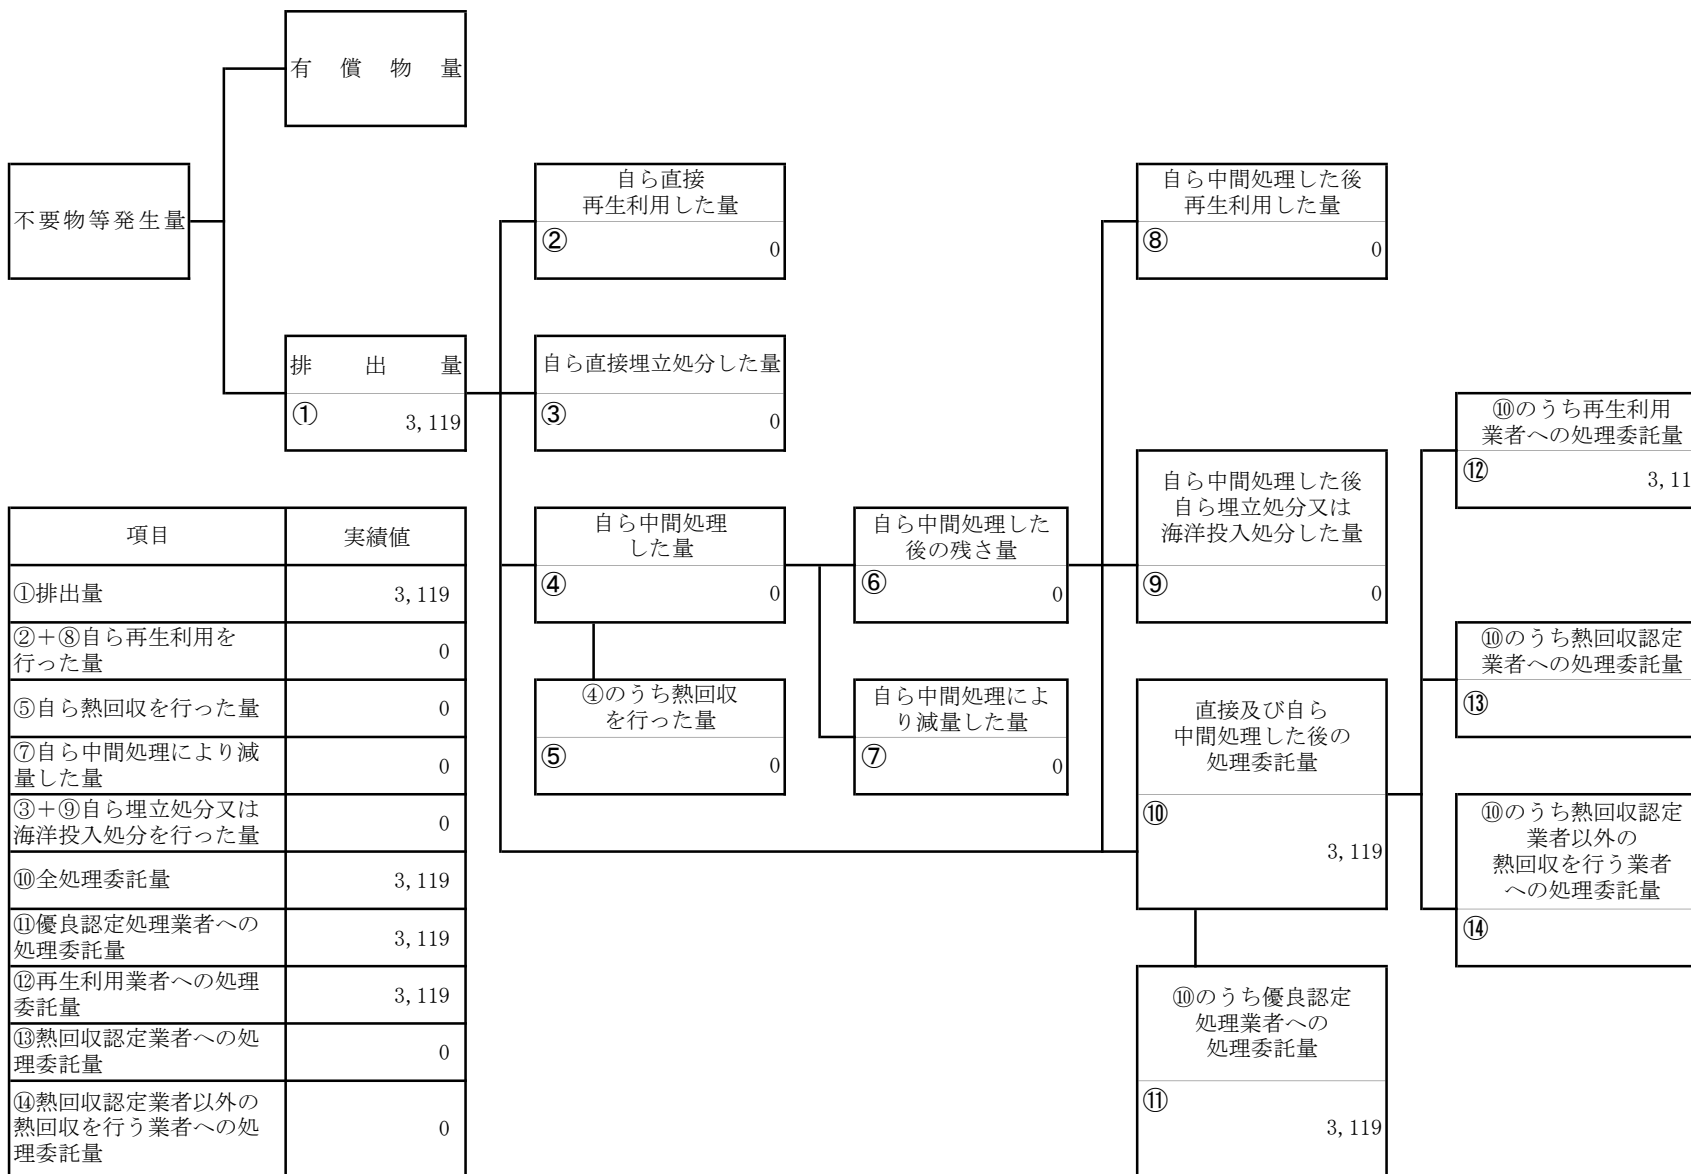 有償物量
不要物等発生量
排出量
①
3,119
自ら直接
再生利用した量
②
0
自ら直接埋立処分した量
③
0
自ら中間処理
した量
④
0
④のうち熱回収
を行った量
⑤
0
自ら中間処理した
後の残さ量
⑥
0
自ら中間処理によ
り減量した量
⑦
0
自ら中間処理した後
再生利用した量
⑧
0
自ら中間処理した後
自ら埋立処分又は
海洋投入処分した量
⑨
0
直接及び自ら
中間処理した後の
処理委託量
⑩
3,119
⑩のうち優良認定
処理業者への
処理委託量
⑪
3,119
⑩のうち再生利用
業者への処理委託量
⑫
3,11
⑩のうち熱回収認定
業者への処理委託量
⑬
⑩のうち熱回収認定
業者以外の
熱回収を行う業者
への処理委託量
⑭
項目 実績値
①排出量 3,119
②+⑧自ら再生利用を
行った量 0
⑤自ら熱回収を行った量 0
⑦自ら中間処理により減
量した量 0
③+⑨自ら埋立処分又は
海洋投入処分を行った量 0
⑩全処理委託量 3,119
⑪優良認定処理業者への
処理委託量 3,119
⑫再生利用業者への処理
委託量 3,119
⑬熱回収認定業者への処
理委託量 0
⑭熱回収認定業者以外の
熱回収を行う業者への処
理委託量 0